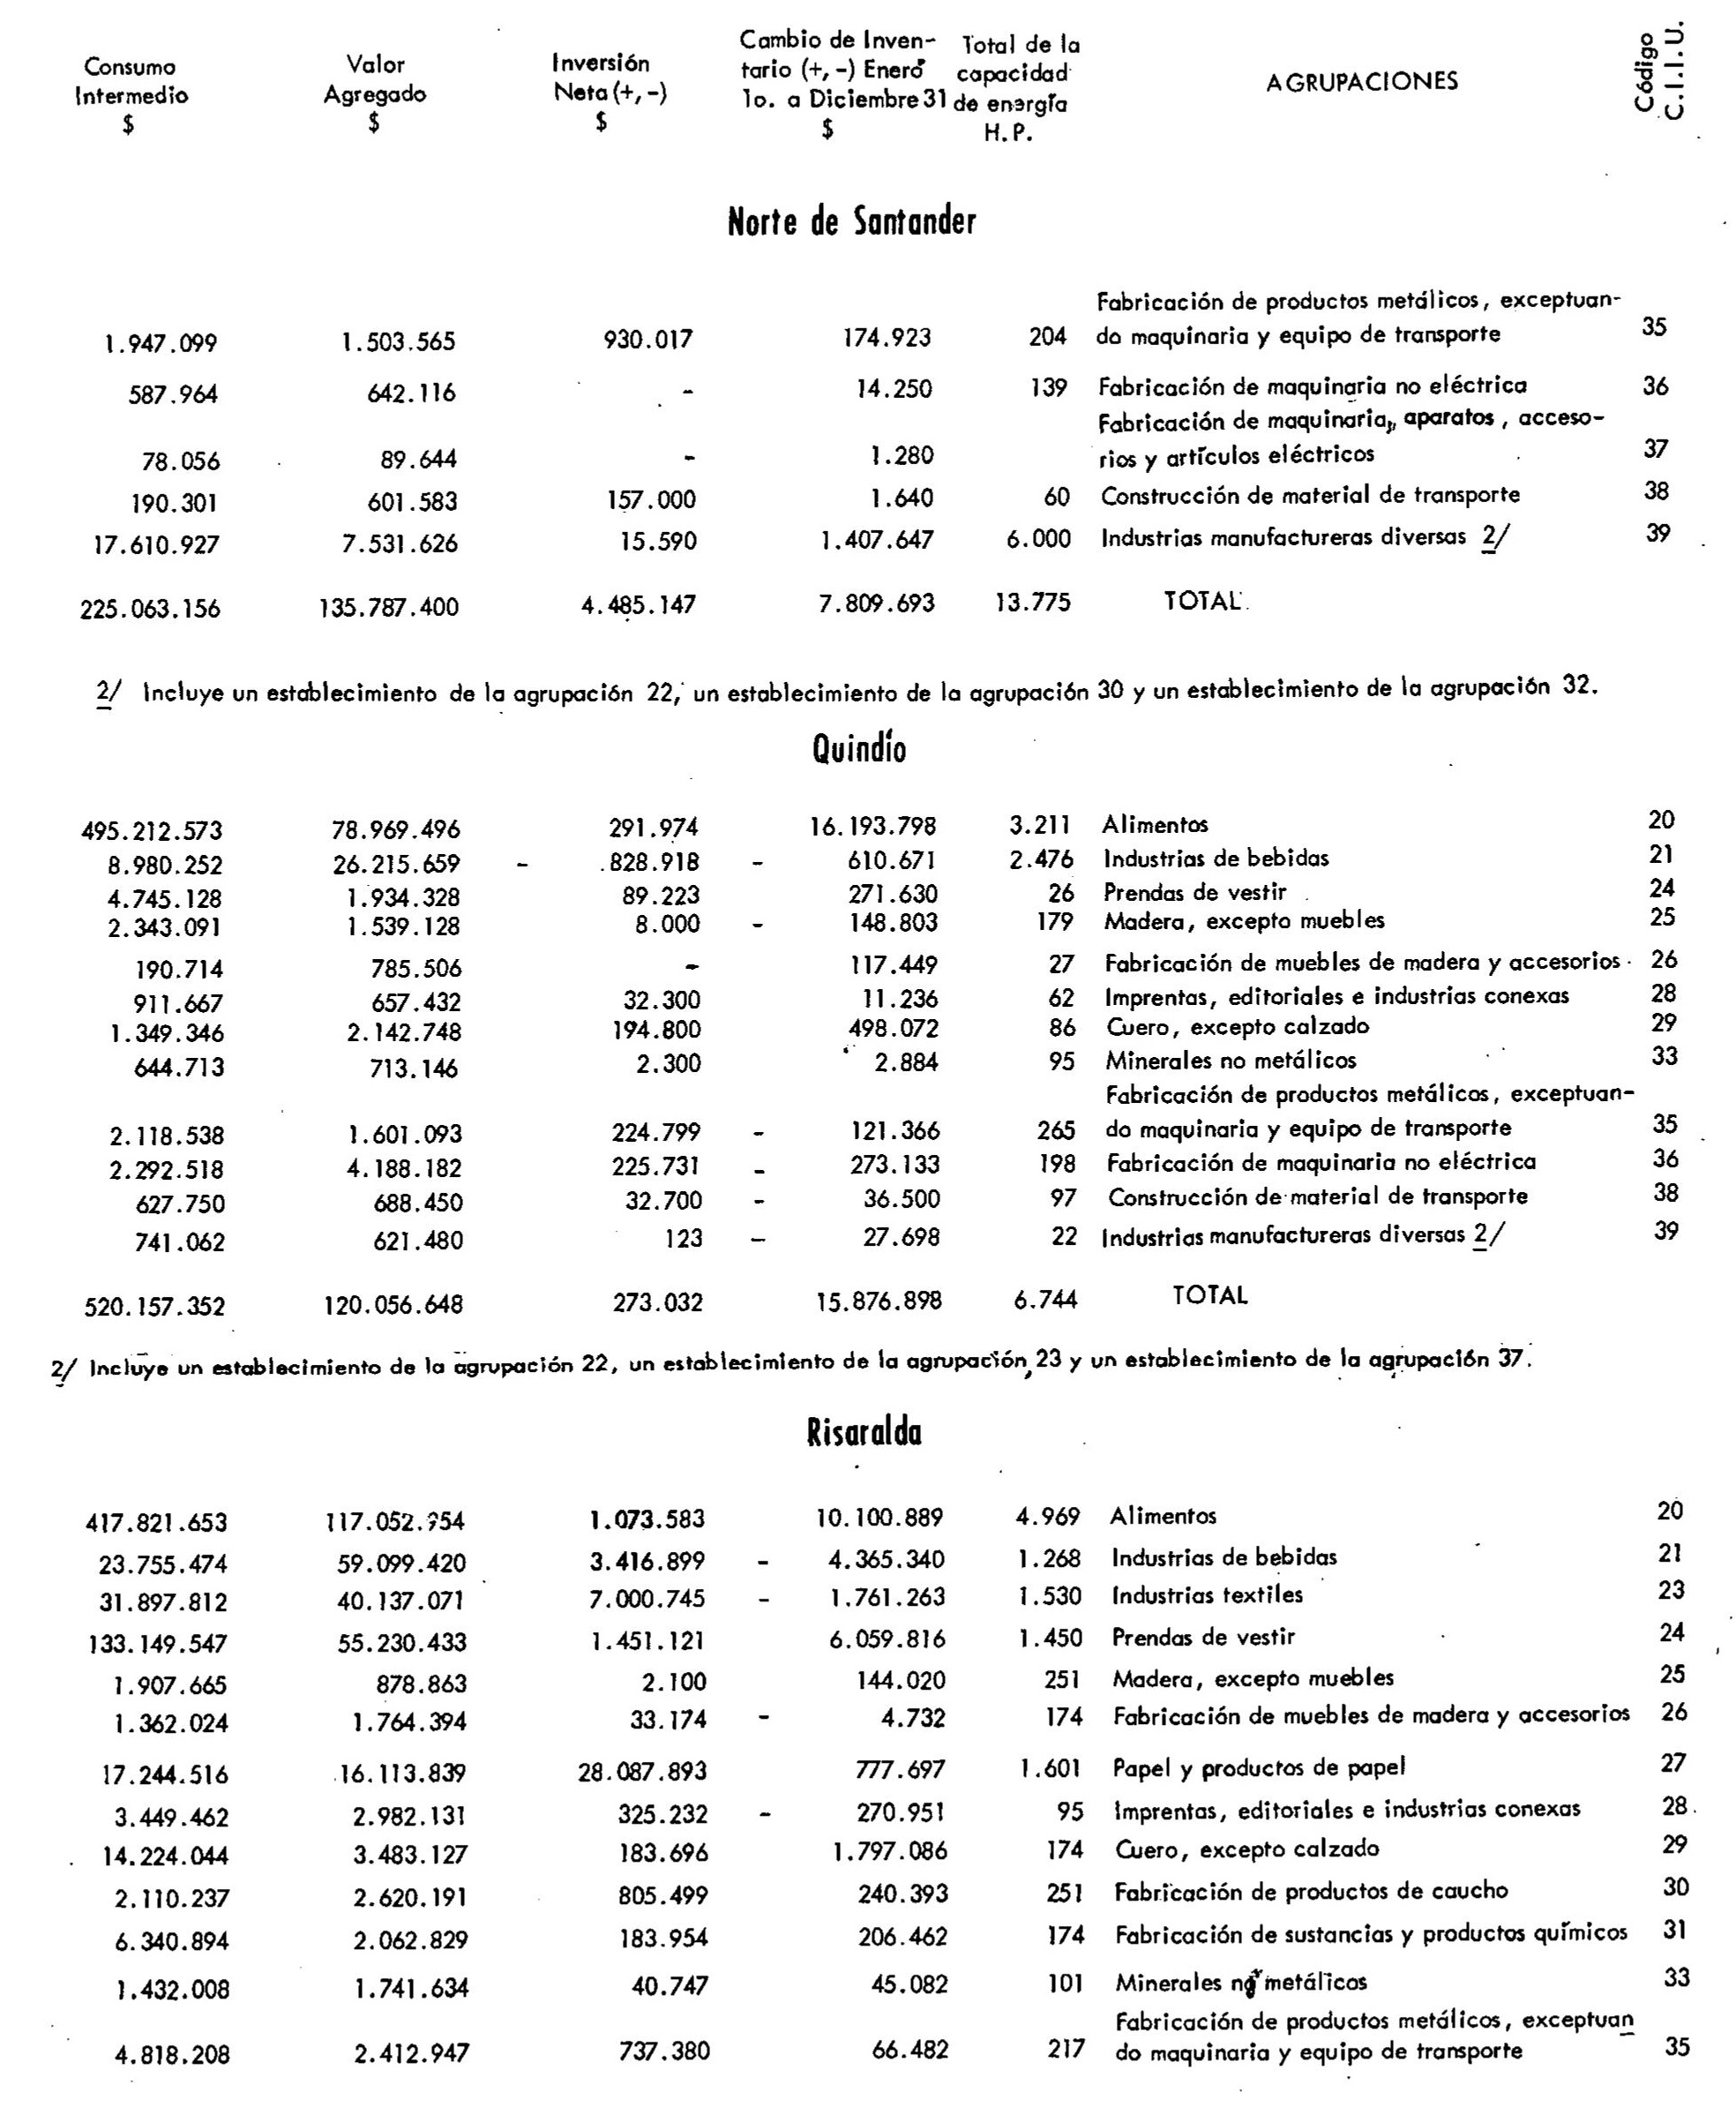 Consumo Intermedio $ Valor Agregado $ Inversión Neta (+, -) $ Cambio de Inven- tario (+, -) Enero 1o. a Diciembre 31 $ Total de la capacidad de energía H.P. AGRUPACIONES Código C.I.I.U.
Norte de Santander
Fabricación de productos metálicos, exceptuan-
1.947.099 1.503.565 930.017 174.923 204 do maquinaria y equipo de transporte 35
587.964 642.116 - 14.250 139 Fabricación de maquinaria no eléctrica 36
Fabricación de maquinaria, aparatos, acceso-
78.056 89.644 - 1.280 rios y artículos eléctricos 37
190.301 601.583 157.000 1.640 60 Construcción de material de transporte 38
17.610.927 7.531.626 15.590 1.407.647 6.000 Industrias manufactureras diversas 2/ 39
225.063.156 135.787.400 4.485.147 7.809.693 13.775 TOTAL
2/ Incluye un establecimiento de la agrupación 22, un establecimiento de la agrupación 30 y un establecimiento de la agrupación 32.
Quindío
495.212.573 78.969.496 291.974 16.193.798 3.211 Alimentos 20
8.980.252 26.215.659 - 828.918 - 610.671 2.476 Industrias de bebidas 21
4.745.128 1.934.328 89.223 271.630 26 Prendas de vestir 24
2.343.091 1.539.128 8.000 - 148.803 179 Madera, excepto muebles 25
190.714 785.506 - 117.449 27 Fabricación de muebles de madera y accesorios 26
911.667 657.432 32.300 11.236 62 Imprentas, editoriales e industrias conexas 28
1.349.346 2.142.748 194.800 498.072 86 Cuero, excepto calzado 29
644.713 713.146 2.300 2.884 95 Minerales no metálicos 33
Fabricación de productos metálicos, exceptuan-
2.118.538 1.601.093 224.799 - 121.366 265 do maquinaria y equipo de transporte 35
2.292.518 4.188.182 225.731 - 273.133 198 Fabricación de maquinaria no eléctrica 36
627.750 688.450 32.700 - 36.500 97 Construcción de material de transporte 38
741.062 621.480 123 - 27.698 22 Industrias manufactureras diversas 2/ 39
520.157.352 120.056.648 273.032 15.876.898 6.744 TOTAL
2/ Incluye un establecimiento de la agrupación 22, un establecimiento de la agrupación 23 y un establecimiento de la agrupación 37.
Risaralda
417.821.653 117.052.954 1.073.583 10.100.889 4.969 Alimentos 20
23.755.474 59.099.420 3.416.899 - 4.365.340 1.268 Industrias de bebidas 21
31.897.812 40.137.071 7.000.745 - 1.761.263 1.530 Industrias textiles 23
133.149.547 55.230.433 1.451.121 6.059.816 1.450 Prendas de vestir 24
1.907.665 878.863 2.100 144.020 251 Madera, excepto muebles 25
1.362.024 1.764.394 33.174 - 4.732 174 Fabricación de muebles de madera y accesorios 26
17.244.516 16.113.839 28.087.893 777.697 1.601 Papel y productos de papel 27
3.449.462 2.982.131 325.232 - 270.951 95 Imprentas, editoriales e industrias conexas 28
14.224.044 3.483.127 183.696 1.797.086 174 Cuero, excepto calzado 29
2.110.237 2.620.191 805.499 240.393 251 Fabricación de productos de caucho 30
6.340.894 2.062.829 183.954 206.462 174 Fabricación de sustancias y productos químicos 31
1.432.008 1.741.634 40.747 45.082 101 Minerales no metálicos 33
Fabricación de productos metálicos, exceptuan
4.818.208 2.412.947 737.380 66.482 217 do maquinaria y equipo de transporte 35